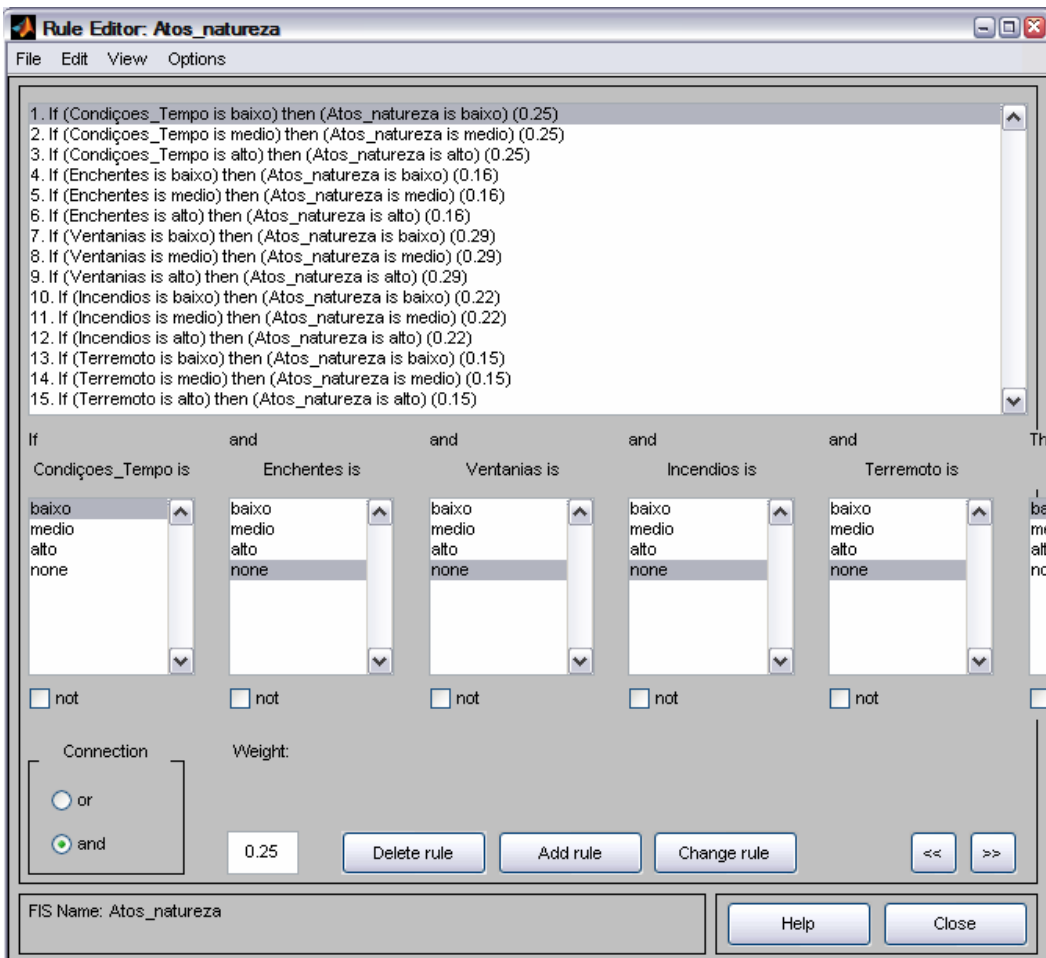 Rule Editor: Atos_natureza
File Edit View Options
1. If (Condiçoes_Tempo is baixo) then (Atos_natureza is baixo) (0.25)
2. If (Condiçoes_Tempo is medio) then (Atos_natureza is medio) (0.25)
3. If (Condiçoes_Tempo is alto) then (Atos_natureza is alto) (0.25)
4. If (Enchentes is baixo) then (Atos_natureza is baixo) (0.16)
5. If (Enchentes is medio) then (Atos_natureza is medio) (0.16)
6. If (Enchentes is alto) then (Atos_natureza is alto) (0.16)
7. If (Ventanias is baixo) then (Atos_natureza is baixo) (0.29)
8. If (Ventanias is medio) then (Atos_natureza is medio) (0.29)
9. If (Ventanias is alto) then (Atos_natureza is alto) (0.29)
10. If (Incendios is baixo) then (Atos_natureza is baixo) (0.22)
11. If (Incendios is medio) then (Atos_natureza is medio) (0.22)
12. If (Incendios is alto) then (Atos_natureza is alto) (0.22)
13. If (Terremoto is baixo) then (Atos_natureza is baixo) (0.15)
14. If (Terremoto is medio) then (Atos_natureza is medio) (0.15)
15. If (Terremoto is alto) then (Atos_natureza is alto) (0.15)
If and and and and Th
Condiçoes_Tempo is Enchentes is Ventanias is Incendios is Terremoto is
baixo baixo baixo baixo baixo ba
medio medio medio medio medio
alto alto alto alto alto
none none none none none
not not not not not
Connection Weight:
or
and 0.25 Delete rule Add rule Change rule << >>
FIS Name: Atos_natureza Help Close